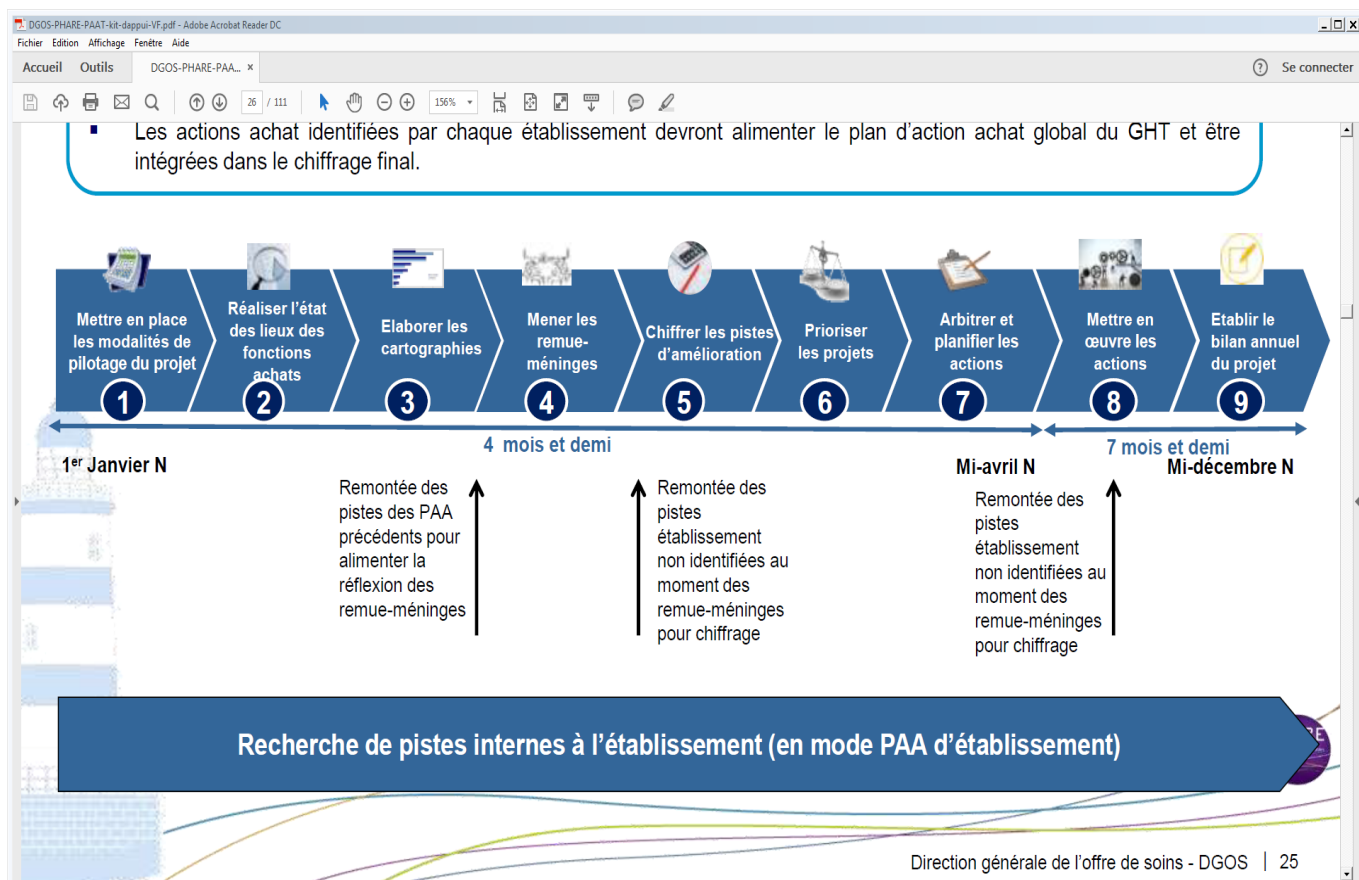 DGOS-PHARE-PAAT-kit-dappui-VF.pdf - Adobe Acrobat Reader DC
Fichier Edition Affichage Fenêtre Aide
Accueil Outils DGOS-PHARE-PAA... × ? Se connecter
26 / 111 156%
Les actions achat identifiées par chaque établissement devront alimenter le plan d'action achat global du GHT et être
intégrées dans le chiffrage final.
Mettre en place
les modalités de
pilotage du projet
1
Réaliser l'état
des lieux des
fonctions
achats
2
Elaborer les
cartographies
3
Mener les
remue-
méninges
4
Chiffrer les pistes
d'amélioration
5
Prioriser
les projets
6
Arbitrer et
planifier les
actions
7
Mettre en
œuvre les
actions
8
Etablir le
bilan annuel
du projet
9
4 mois et demi
7 mois et demi
1er Janvier N
Mi-avril N
Mi-décembre N
Remontée des
pistes des PAA
précédents pour
alimenter la
réflexion des
remue-méninges
Remontée des
pistes
établissement
non identifiées au
moment des
remue-méninges
pour chiffrage
Remontée des
pistes
établissement
non identifiées au
moment des
remue-méninges
pour chiffrage
Recherche de pistes internes à l'établissement (en mode PAA d'établissement)
Direction générale de l'offre de soins - DGOS | 25